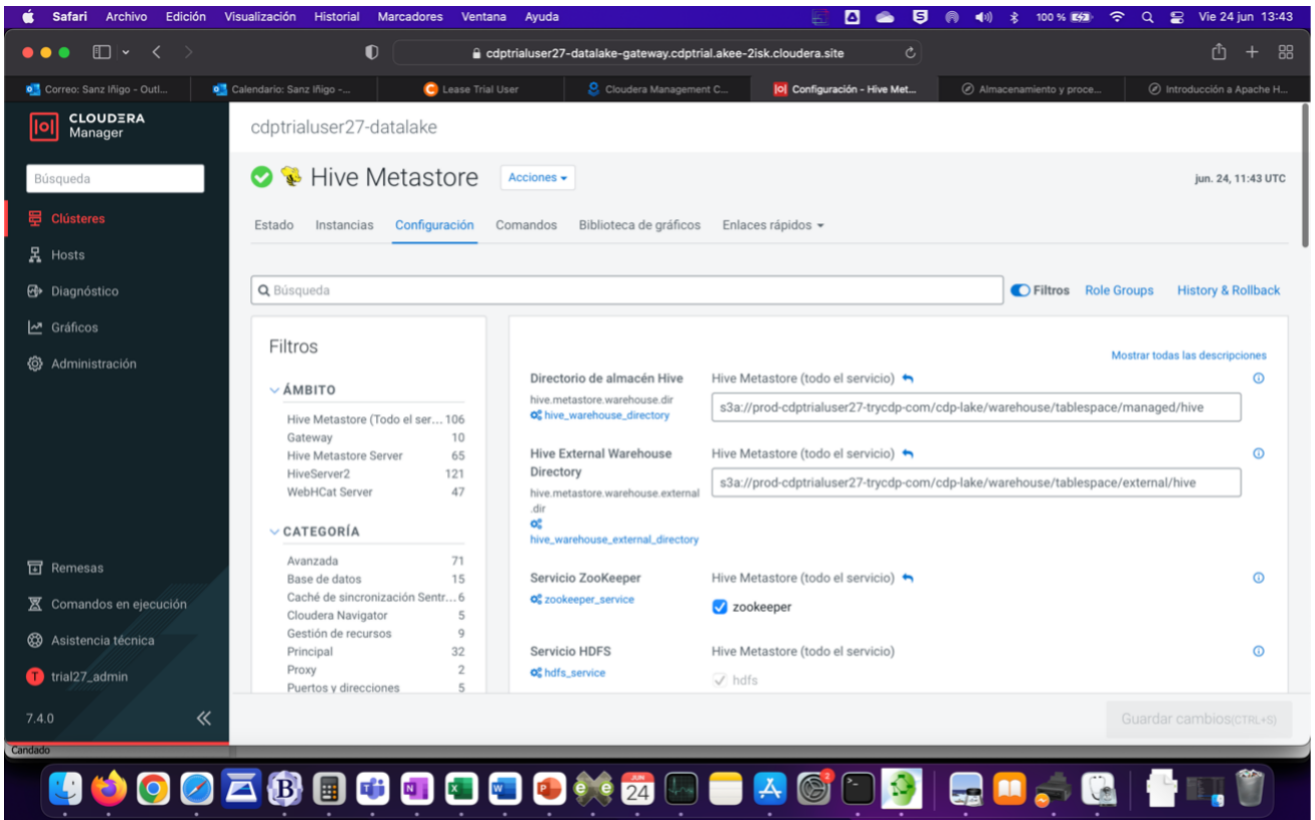 Safari Archivo Edición Visualización Historial Marcadores Ventana Ayuda 100 % Vie 24 jun 13:43
cdptrialuser27-datalake-gateway.cdptrial.akee-2isk.cloudera.site
Correo: Sanz Iñigo - Outl... Calendario: Sanz Iñigo -... Lease Trial User Cloudera Management C... Configuración - Hive Met... Almacenamiento y proce... Introducción a Apache H...
CLOUDERA
Manager
Búsqueda
Clústeres
Hosts
Diagnóstico
Gráficos
Administración
Remesas
Comandos en ejecución
Asistencia técnica
T trial27_admin
7.4.0
Candado
cdptrialuser27-datalake
Hive Metastore Acciones jun. 24, 11:43 UTC
Estado Instancias Configuración Comandos Biblioteca de gráficos Enlaces rápidos
Búsqueda Filtros Role Groups History & Rollback
Filtros
ÁMBITO
Hive Metastore (Todo el ser... 106
Gateway 10
Hive Metastore Server 65
HiveServer2 121
WebHCat Server 47
CATEGORÍA
Avanzada 71
Base de datos 15
Caché de sincronización Sentr... 6
Cloudera Navigator 5
Gestión de recursos 9
Principal 32
Proxy 2
Puertos y direcciones 5
Mostrar todas las descripciones
Directorio de almacén Hive
hive.metastore.warehouse.dir
hive_warehouse_directory
Hive Metastore (todo el servicio)
s3a://prod-cdptrialuser27-trycdp-com/cdp-lake/warehouse/tablespace/managed/hive
Hive External Warehouse
Directory
hive.metastore.warehouse.external
.dir
hive_warehouse_external_directory
Hive Metastore (todo el servicio)
s3a://prod-cdptrialuser27-trycdp-com/cdp-lake/warehouse/tablespace/external/hive
Servicio ZooKeeper
zookeeper_service
Hive Metastore (todo el servicio)
zookeeper
Servicio HDFS
hdfs_service
Hive Metastore (todo el servicio)
hdfs
Guardar cambios(CTRL+S)
JUN
24